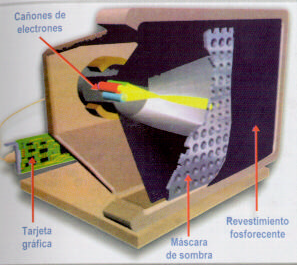 Cañones de
electrones
Tarjeta
gráfica
Máscara
de sombra
Revestimiento
fosforecente